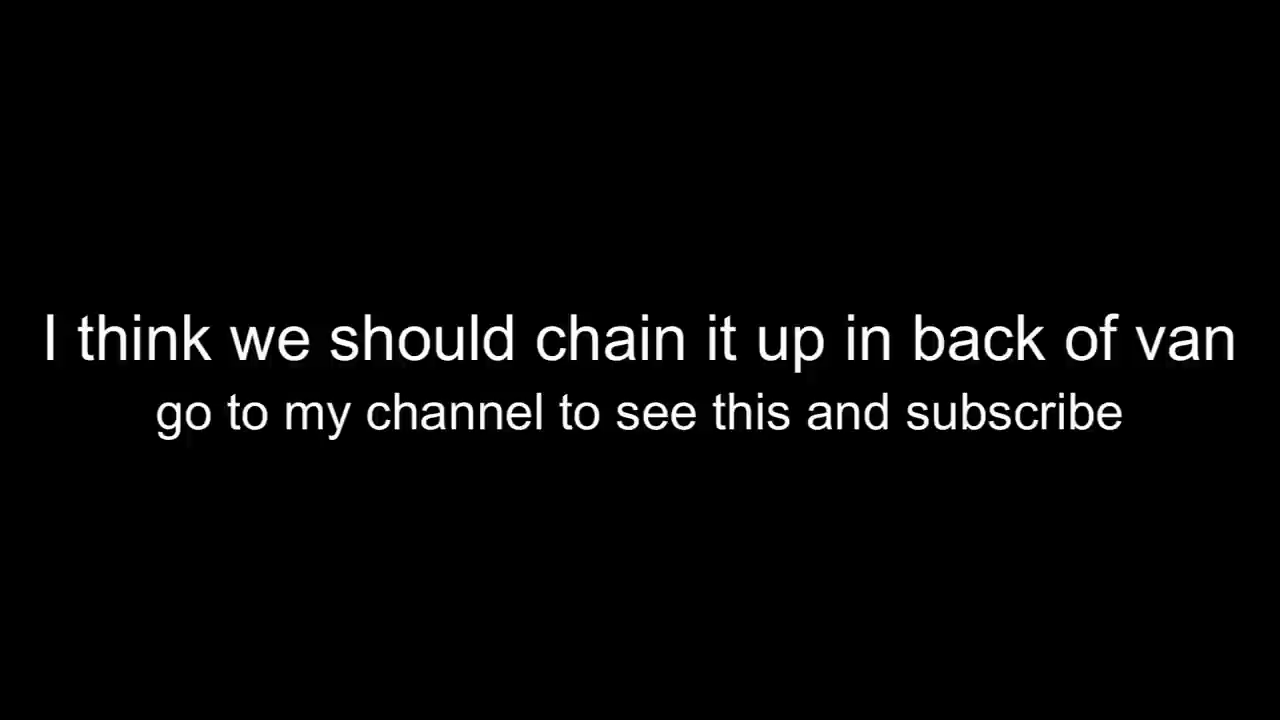 I think we should chain it up in back of van
go to my channel to see this and subscribe